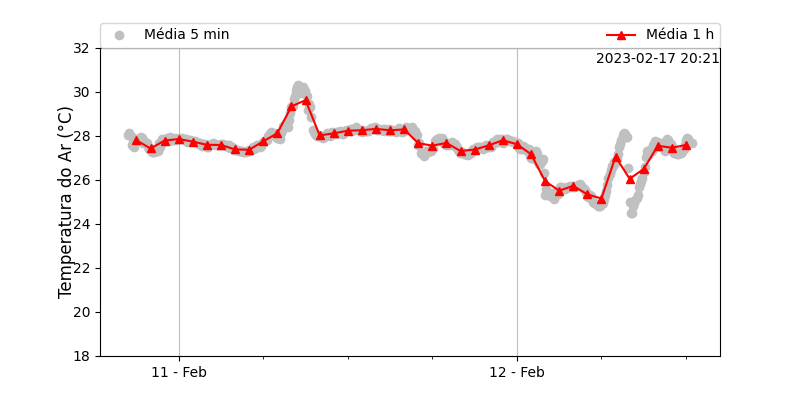 Média 5 min
Média 1 h
2023-02-17 20:21
Temperatura do Ar (°C)
32
30
28
26
24
22
20
18
11 - Feb
12 - Feb